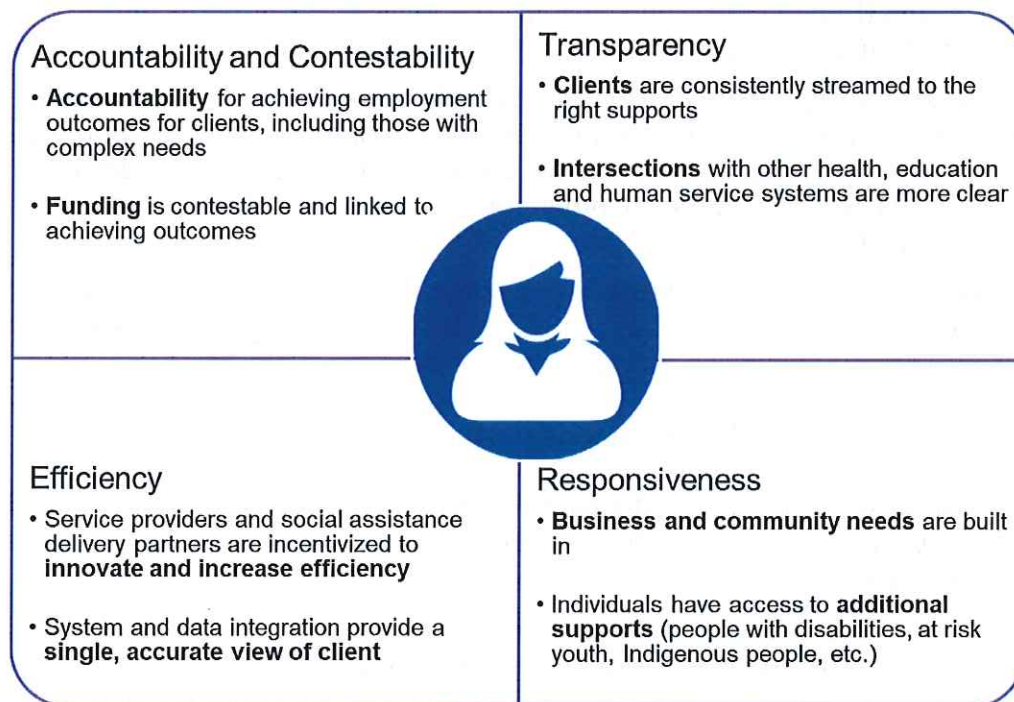 Accountability and Contestability
• Accountability for achieving employment
outcomes for clients, including those with
complex needs
• Funding is contestable and linked to
achieving outcomes
Transparency
• Clients are consistently streamed to the
right supports
• Intersections with other health, education
and human service systems are more clear
Efficiency
• Service providers and social assistance
delivery partners are incentivized to
innovate and increase efficiency
• System and data integration provide a
single, accurate view of client
Responsiveness
• Business and community needs are built
in
• Individuals have access to additional
supports (people with disabilities, at risk
youth, Indigenous people, etc.)